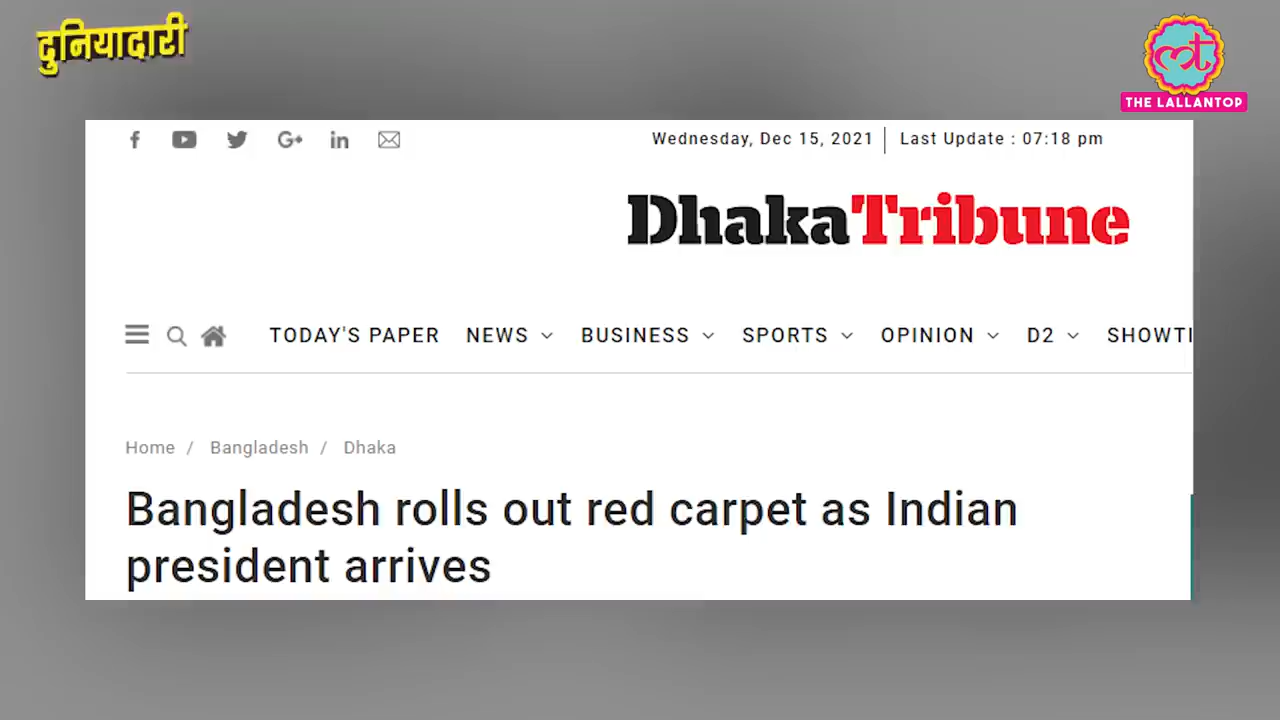 दुनियादारी
lt
THE LALLANTOP
Wednesday, Dec 15, 2021 | Last Update : 07:18 pm
DhakaTribune
TODAY'S PAPER NEWS BUSINESS SPORTS OPINION D2 SHOWTI
Home / Bangladesh / Dhaka
Bangladesh rolls out red carpet as Indian
president arrives